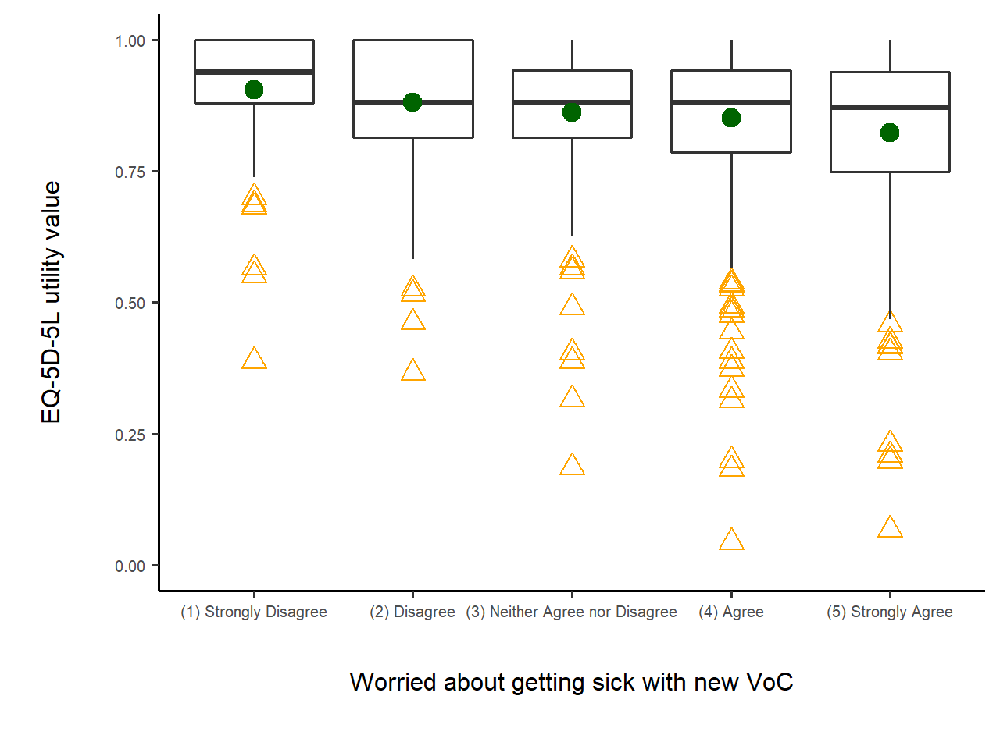 EQ-5D-5L utility value
1.00
0.75
0.50
0.25
0.00
(1) Strongly Disagree
(2) Disagree
(3) Neither Agree nor Disagree
(4) Agree
(5) Strongly Agree
Worried about getting sick with new VoC